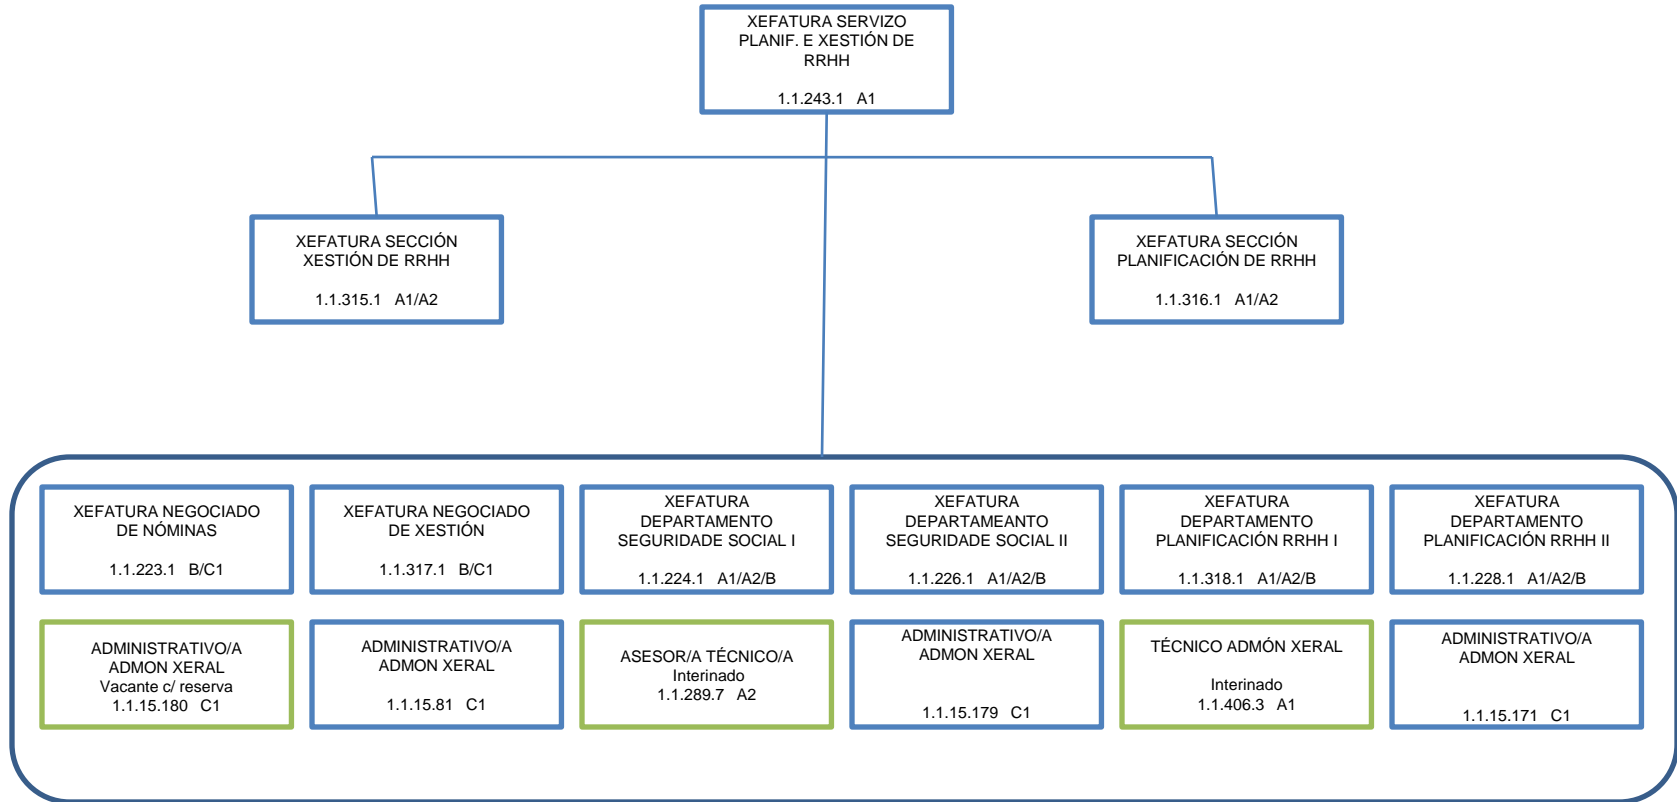 XEFATURA SERVIZO
PLANIF. E XESTIÓN DE
RRHH
1.1.243.1 A1
XEFATURA SECCIÓN
XESTIÓN DE RRHH
1.1.315.1 A1/A2
XEFATURA SECCIÓN
PLANIFICACIÓN DE RRHH
1.1.316.1 A1/A2
XEFATURA NEGOCIADO
DE NÓMINAS
1.1.223.1 B/C1
XEFATURA NEGOCIADO
DE XESTIÓN
1.1.317.1 B/C1
XEFATURA
DEPARTAMENTO
SEGURIDADE SOCIAL I
1.1.224.1 A1/A2/B
XEFATURA
DEPARTAMEANTO
SEGURIDADE SOCIAL II
1.1.226.1 A1/A2/B
XEFATURA
DEPARTAMENTO
PLANIFICACIÓN RRHH I
1.1.318.1 A1/A2/B
XEFATURA
DEPARTAMENTO
PLANIFICACIÓN RRHH II
1.1.228.1 A1/A2/B
ADMINISTRATIVO/A
ADMON XERAL
Vacante c/ reserva
1.1.15.180 C1
ADMINISTRATIVO/A
ADMON XERAL
1.1.15.81 C1
ASESOR/A TÉCNICO/A
Interinado
1.1.289.7 A2
ADMINISTRATIVO/A
ADMON XERAL
1.1.15.179 C1
TÉCNICO ADMÓN XERAL
Interinado
1.1.406.3 A1
ADMINISTRATIVO/A
ADMON XERAL
1.1.15.171 C1